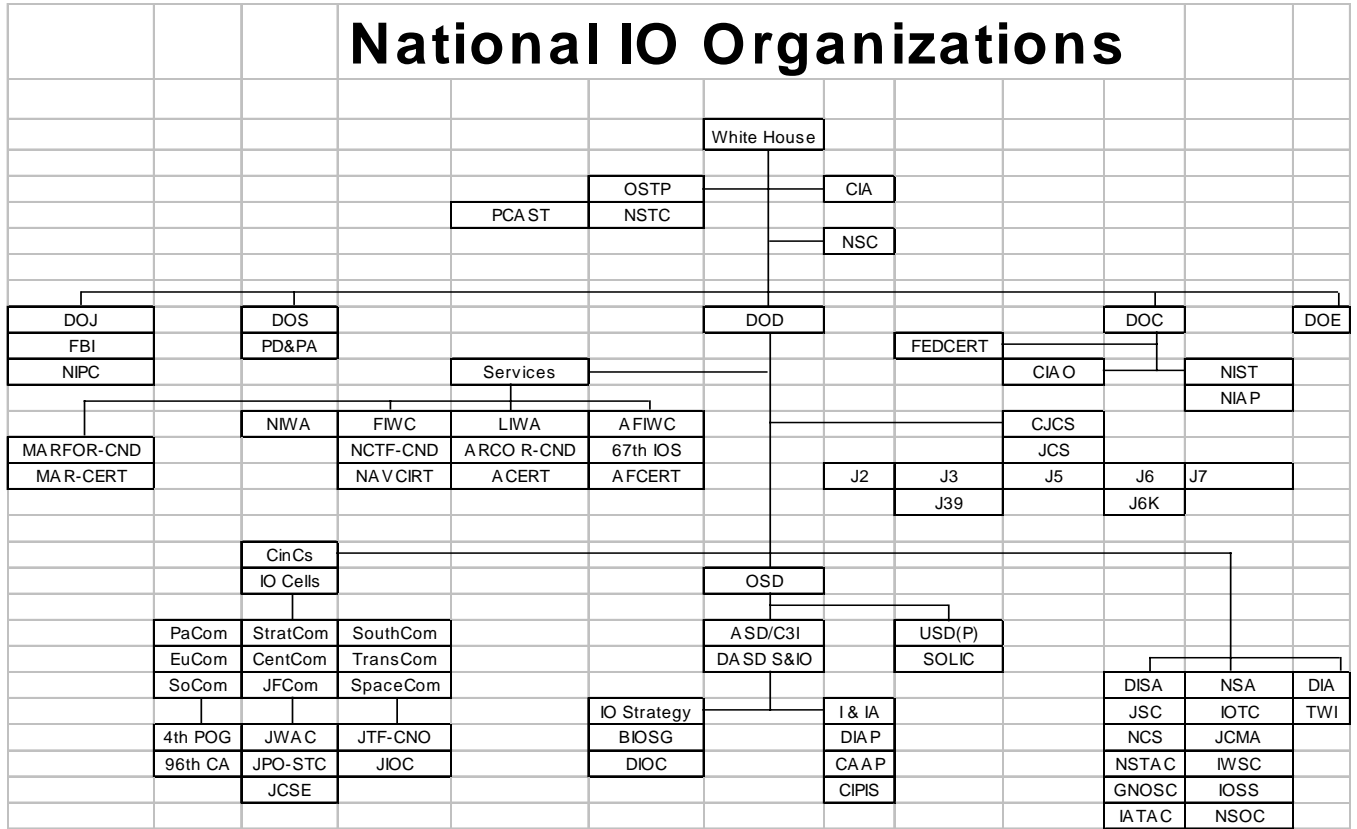 National IO Organizations
White House
OSTP CIA
PCAST NSTC
NSC
DOJ DOS DOD DOC DOE
FBI PD&PA FEDCERT
NIPC Services CIAO NIST
NIAP
NIWA FIWC LIWA AFIWC CJCS
MARFOR-CND NCTF-CND ARCOR-CND 67th IOS JCS
MAR-CERT NAVCIRT ACERT AFCERT J2 J3 J5 J6 J7
J39 J6K
CinCs
IO Cells OSD
PaCom StratCom SouthCom ASD/C3I USD(P)
EuCom CentCom TransCom DASD S&IO SOLIC
SoCom JFCom SpaceCom DISA NSA DIA
IO Strategy I & IA JSC IOTC TWI
4th POG JWAC JTF-CNO BIOSG DIAP NCS JCMA
96th CA JPO-STC JIOC DIOC CAAP NSTAC IWSC
JCSE CIPIS GNOSC IOSS
IATAC NSOC